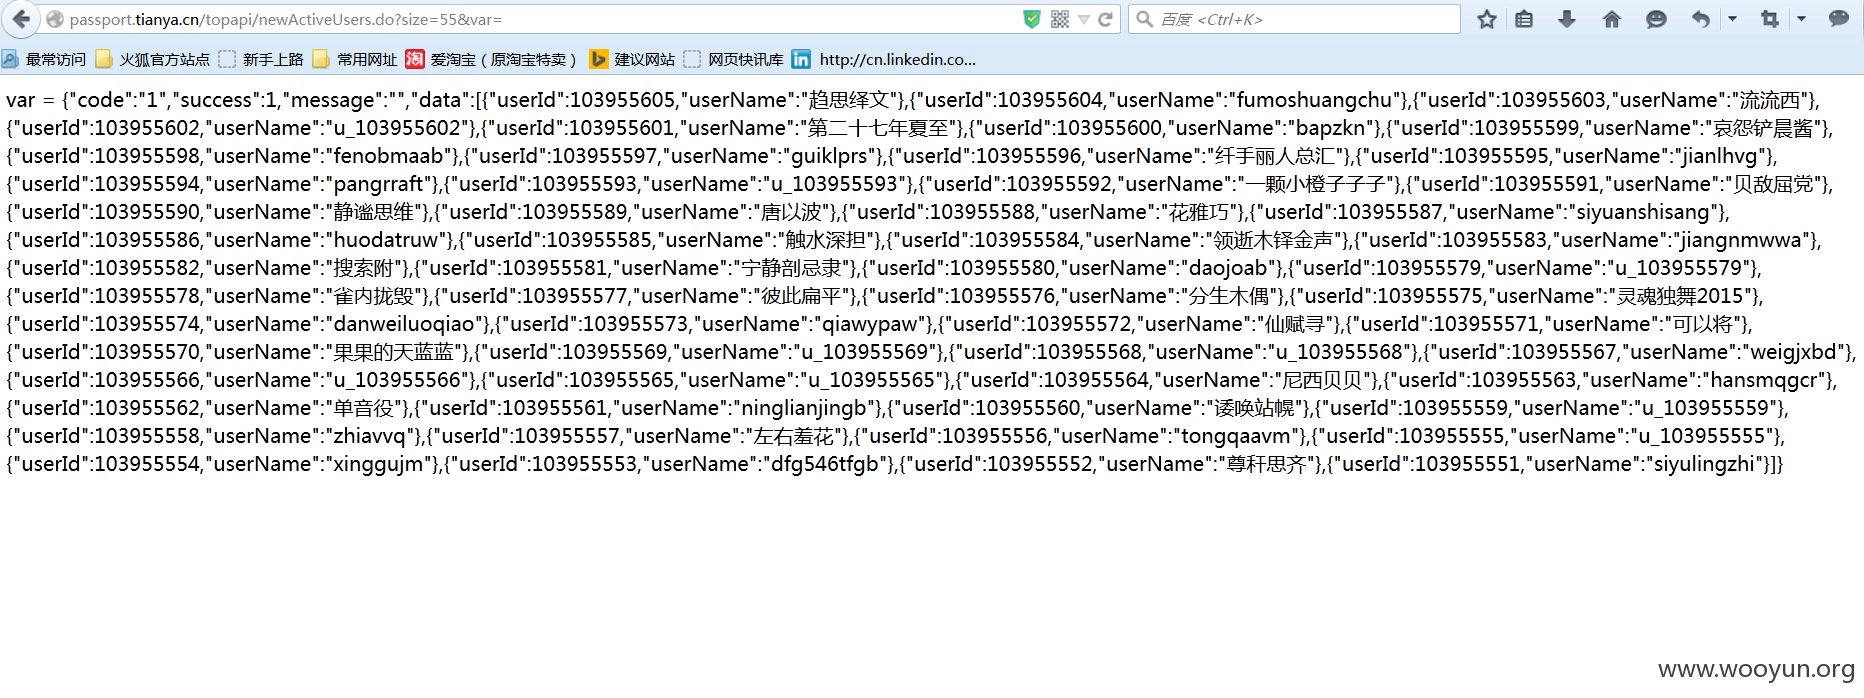 passport.tianya.cn/topapi/newActiveUsers.do?size=55&var=
百度 <Ctrl+K>
最常访问 火狐官方站点 新手上路 常用网址 淘 爱淘宝（原淘宝特卖） 建议网站 网页快讯库 in http://cn.linkedin.co...
var = {"code":"1","success":1,"message":"","data":[{"userId":103955605,"userName":"趋思绎文"},{"userId":103955604,"userName":"fumoshuangchu"},{"userId":103955603,"userName":"流流西"},
{"userId":103955602,"userName":"u_103955602"},{"userId":103955601,"userName":"第二十七年夏至"},{"userId":103955600,"userName":"bapzkn"},{"userId":103955599,"userName":"哀怨铲晨酱"},
{"userId":103955598,"userName":"fenobmaab"},{"userId":103955597,"userName":"guiklprs"},{"userId":103955596,"userName":"纤手丽人总汇"},{"userId":103955595,"userName":"jianlhvg"},
{"userId":103955594,"userName":"pangrraft"},{"userId":103955593,"userName":"u_103955593"},{"userId":103955592,"userName":"一颗小橙子子子"},{"userId":103955591,"userName":"贝敌屈党"},
{"userId":103955590,"userName":"静谧思维"},{"userId":103955589,"userName":"唐以波"},{"userId":103955588,"userName":"花雅巧"},{"userId":103955587,"userName":"siyuanshisang"},
{"userId":103955586,"userName":"huodatruw"},{"userId":103955585,"userName":"触水深担"},{"userId":103955584,"userName":"领逝木铎金声"},{"userId":103955583,"userName":"jiangnmwwa"},
{"userId":103955582,"userName":"搜索附"},{"userId":103955581,"userName":"宁静剖忌隶"},{"userId":103955580,"userName":"daojoab"},{"userId":103955579,"userName":"u_103955579"},
{"userId":103955578,"userName":"雀内拢毁"},{"userId":103955577,"userName":"彼此扁平"},{"userId":103955576,"userName":"分生木偶"},{"userId":103955575,"userName":"灵魂独舞2015"},
{"userId":103955574,"userName":"danweiluoqiao"},{"userId":103955573,"userName":"qiawypaw"},{"userId":103955572,"userName":"仙赋寻"},{"userId":103955571,"userName":"可以将"},
{"userId":103955570,"userName":"果果的天蓝蓝"},{"userId":103955569,"userName":"u_103955569"},{"userId":103955568,"userName":"u_103955568"},{"userId":103955567,"userName":"weigjxbd"},
{"userId":103955566,"userName":"u_103955566"},{"userId":103955565,"userName":"u_103955565"},{"userId":103955564,"userName":"尼西贝贝"},{"userId":103955563,"userName":"hansmqgcr"},
{"userId":103955562,"userName":"单音役"},{"userId":103955561,"userName":"ninglianjingb"},{"userId":103955560,"userName":"诿唤站幌"},{"userId":103955559,"userName":"u_103955559"},
{"userId":103955558,"userName":"zhiavvq"},{"userId":103955557,"userName":"左右羞花"},{"userId":103955556,"userName":"tongqaavm"},{"userId":103955555,"userName":"u_103955555"},
{"userId":103955554,"userName":"xinggujm"},{"userId":103955553,"userName":"dfg546tfgb"},{"userId":103955552,"userName":"尊秆思齐"},{"userId":103955551,"userName":"siyulingzhi"}]}
www.wooyun.org